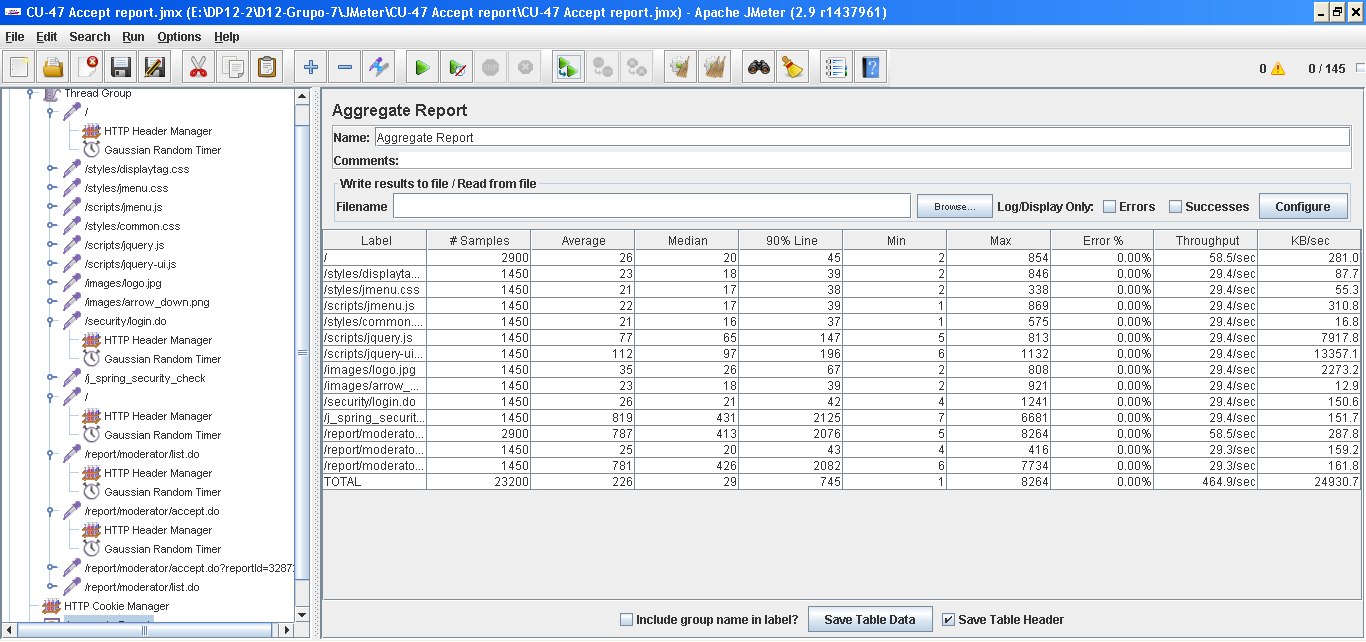 CU-47 Accept report.jmx (E:\DP12-2\D12-Grupo-7\JMeter\CU-47 Accept report\CU-47 Accept report.jmx) - Apache JMeter (2.9 r1437961)
File Edit Search Run Options Help
0 0 / 145
Thread Group
/
HTTP Header Manager
Gaussian Random Timer
/styles/displaytag.css
/styles/jmenu.css
/scripts/jmenu.js
/styles/common.css
/scripts/jquery.js
/scripts/jquery-ui.js
/images/logo.jpg
/images/arrow_down.png
/security/login.do
HTTP Header Manager
Gaussian Random Timer
/j_spring_security_check
/
HTTP Header Manager
Gaussian Random Timer
/report/moderator/list.do
HTTP Header Manager
Gaussian Random Timer
/report/moderator/accept.do
HTTP Header Manager
Gaussian Random Timer
/report/moderator/accept.do?reportId=3287
/report/moderator/list.do
HTTP Cookie Manager
Aggregate Report
Name: Aggregate Report
Comments:
Write results to file / Read from file
Filename Browse... Log/Display Only: Errors Successes Configure
Label # Samples Average Median 90% Line Min Max Error % Throughput KB/sec
/ 2900 26 20 45 2 854 0.00% 58.5/sec 281.0
/styles/displayta... 1450 23 18 39 2 846 0.00% 29.4/sec 87.7
/styles/jmenu.css 1450 21 17 38 2 338 0.00% 29.4/sec 55.3
/scripts/jmenu.js 1450 22 17 39 1 869 0.00% 29.4/sec 310.8
/styles/common.... 1450 21 16 37 1 575 0.00% 29.4/sec 16.8
/scripts/jquery.js 1450 77 65 147 5 813 0.00% 29.4/sec 7917.8
/scripts/jquery-ui... 1450 112 97 196 6 1132 0.00% 29.4/sec 13357.1
/images/logo.jpg 1450 35 26 67 2 808 0.00% 29.4/sec 2273.2
/images/arrow_... 1450 23 18 39 2 921 0.00% 29.4/sec 12.9
/security/login.do 1450 26 21 42 4 1241 0.00% 29.4/sec 150.6
/j_spring_securit... 1450 819 431 2125 7 6681 0.00% 29.4/sec 151.7
/report/moderato... 2900 787 413 2076 5 8264 0.00% 58.5/sec 287.8
/report/moderato... 1450 25 20 43 4 416 0.00% 29.3/sec 159.2
/report/moderato... 1450 781 426 2082 6 7734 0.00% 29.3/sec 161.8
TOTAL 23200 226 29 745 1 8264 0.00% 464.9/sec 24930.7
Include group name in label? Save Table Data Save Table Header